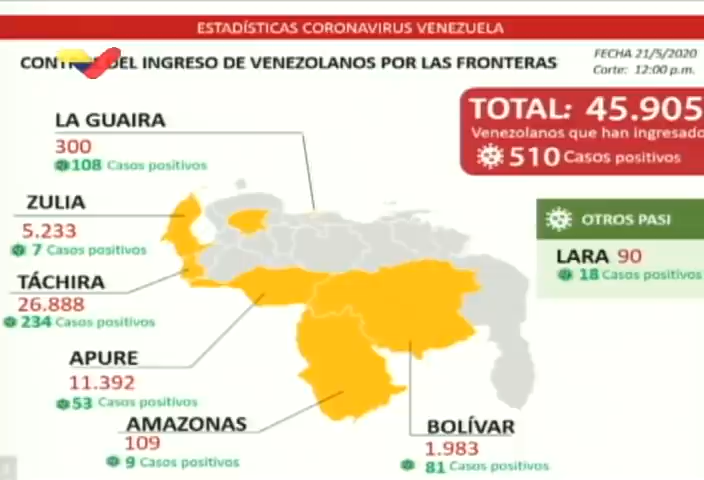 ESTADÍSTICAS CORONAVIRUS VENEZUELA
CONTROL DEL INGRESO DE VENEZOLANOS POR LAS FRONTERAS
FECHA 21/5/2020
Corte: 12:00 p.m.
TOTAL: 45.905
Venezolanos que han ingresado
510 Casos positivos
LA GUAIRA
300
108 Casos positivos
ZULIA
5.233
7 Casos positivos
OTROS PASI
LARA 90
18 Casos positivos
TÁCHIRA
26.888
234 Casos positivos
APURE
11.392
53 Casos positivos
AMAZONAS
109
9 Casos positivos
BOLÍVAR
1.983
81 Casos positivos